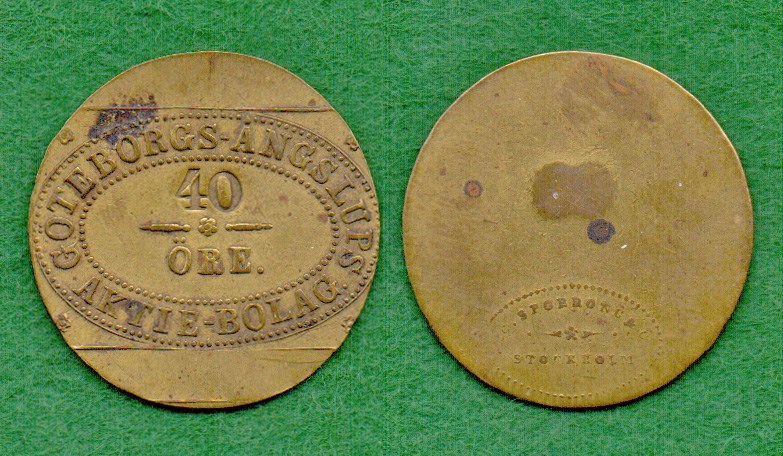 GÖTEBORGS-ÅNGSLUPS
40
ÖRE.
AKTIE-BOLAG.
SPORRONG
STOCKHOLM